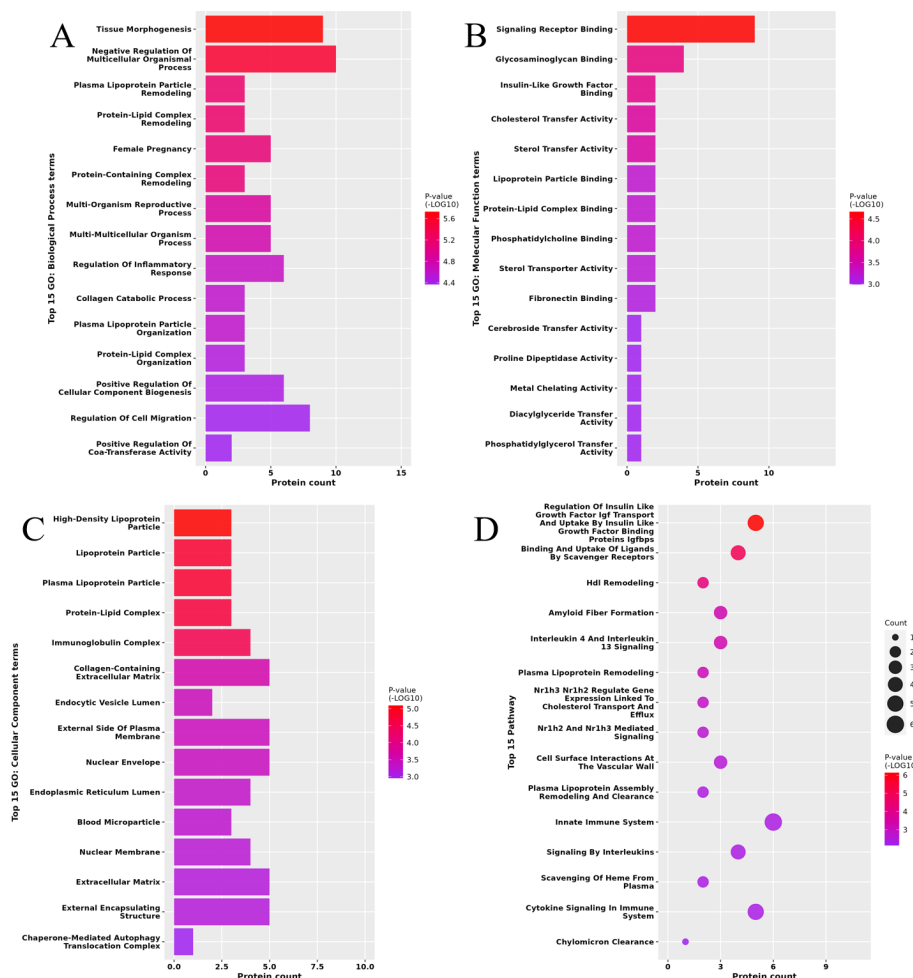 A
Top 15 GO: Biological Process terms
Tissue Morphogenesis
Negative Regulation Of
Multicellular Organismal
Process
Plasma Lipoprotein Particle
Remodeling
Protein-Lipid Complex
Remodeling
Female Pregnancy
Protein-Containing Complex
Remodeling
Multi-Organism Reproductive
Process
Multi-Multicellular Organism
Process
Regulation Of Inflammatory
Response
Collagen Catabolic Process
Plasma Lipoprotein Particle
Organization
Protein-Lipid Complex
Organization
Positive Regulation Of
Cellular Component Biogenesis
Regulation Of Cell Migration
Positive Regulation Of
Coa-Transferase Activity
0 5 10 15
Protein count
P-value
(-LOG10)
5.6
5.2
4.8
4.4
B
Top 15 GO: Molecular Function terms
Signaling Receptor Binding
Glycosaminoglycan Binding
Insulin-Like Growth Factor
Binding
Cholesterol Transfer Activity
Sterol Transfer Activity
Lipoprotein Particle Binding
Protein-Lipid Complex Binding
Phosphatidylcholine Binding
Sterol Transporter Activity
Fibronectin Binding
Cerebroside Transfer Activity
Proline Dipeptidase Activity
Metal Chelating Activity
Diacylglyceride Transfer
Activity
Phosphatidylglycerol Transfer
Activity
0 5 10
Protein count
P-value
(-LOG10)
4.5
4.0
3.5
3.0
C
Top 15 GO: Cellular Component terms
High-Density Lipoprotein
Particle
Lipoprotein Particle
Plasma Lipoprotein Particle
Protein-Lipid Complex
Immunoglobulin Complex
Collagen-Containing
Extracellular Matrix
Endocytic Vesicle Lumen
External Side Of Plasma
Membrane
Nuclear Envelope
Endoplasmic Reticulum Lumen
Blood Microparticle
Nuclear Membrane
Extracellular Matrix
External Encapsulating
Structure
Chaperone-Mediated Autophagy
Translocation Complex
0.0 2.5 5.0 7.5 10.0
Protein count
P-value
(-LOG10)
5.0
4.5
4.0
3.5
3.0
D
Top 15 Pathway
Regulation Of Insulin Like
Growth Factor Igf Transport
And Uptake By Insulin Like
Growth Factor Binding
Proteins Igfbps
Binding And Uptake Of Ligands
By Scavenger Receptors
Hdl Remodeling
Amyloid Fiber Formation
Interleukin 4 And Interleukin
13 Signaling
Plasma Lipoprotein Remodeling
Nr1h3 Nr1h2 Regulate Gene
Expression Linked To
Cholesterol Transport And
Efflux
Nr1h2 And Nr1h3 Mediated
Signaling
Cell Surface Interactions At
The Vascular Wall
Plasma Lipoprotein Assembly
Remodeling And Clearance
Innate Immune System
Signaling By Interleukins
Scavenging Of Heme From
Plasma
Cytokine Signaling In Immune
System
Chylomicron Clearance
0 3 6 9
Protein count
Count
1
2
3
4
5
6
P-value
(-LOG10
6
5
4
3